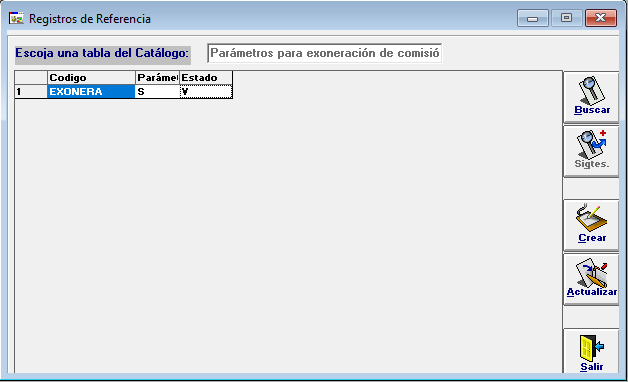 Registros de Referencia
Escoja una tabla del Catálogo: Parámetros para exoneración de comisió
Codigo Paráme Estado
1 EXONERA S V
Buscar
Sigtes.
Crear
Actualizar
Salir